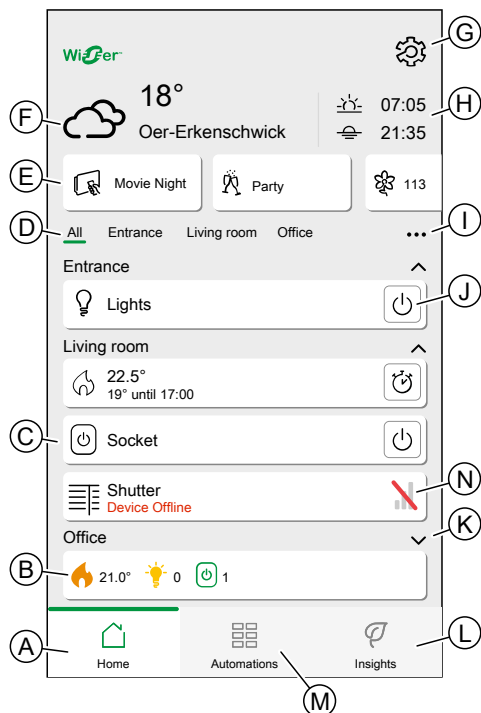 G
Wiser™
18°
07:05
H
F
Oer-Erkenschwick
21:35
E
Movie Night
Party
113
D
All Entrance Living room Office
•••
I
Entrance
Lights
J
Living room
22.5°
19° until 17:00
C
Socket
Shutter
Device Offline
N
Office
K
B
21.0°
0
1
A
Home
Automations
Insights
L
M